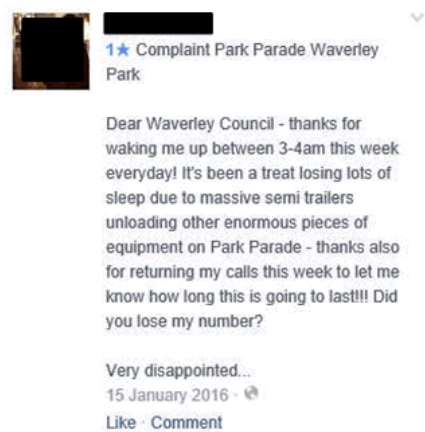 1★ Complaint Park Parade Waverley
Park
Dear Waverley Council - thanks for
waking me up between 3-4am this week
everyday! It's been a treat losing lots of
sleep due to massive semi trailers
unloading other enormous pieces of
equipment on Park Parade - thanks also
for returning my calls this week to let me
know how long this is going to last!!! Did
you lose my number?
Very disappointed...
15 January 2016 ·
Like · Comment